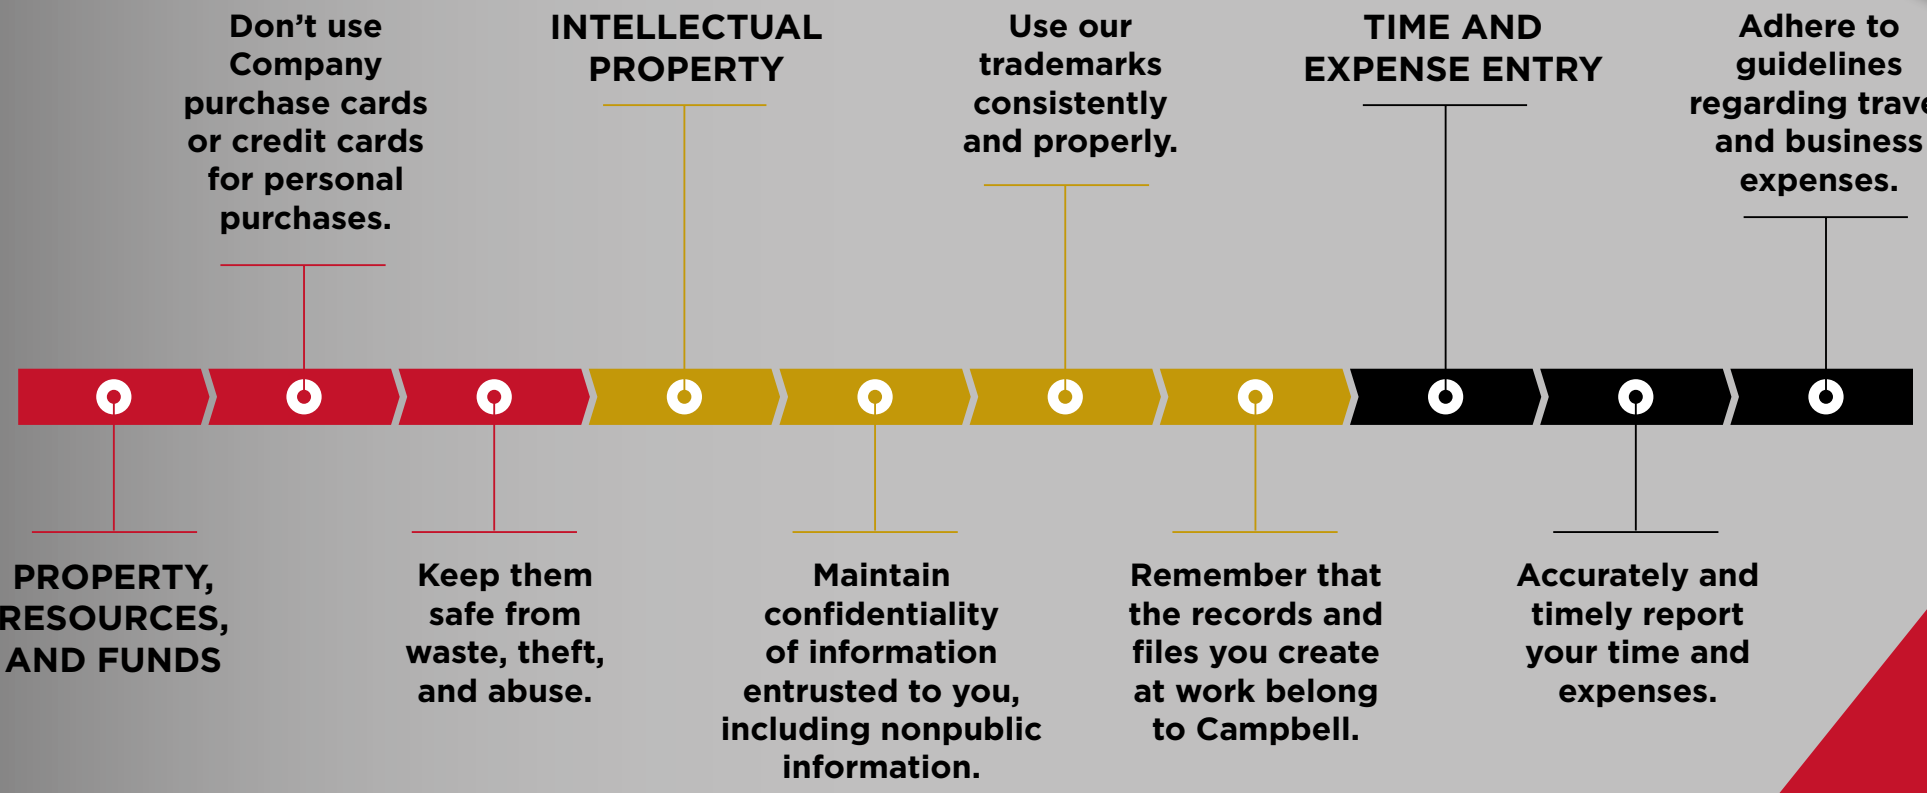 PROPERTY,
RESOURCES,
AND FUNDS
Don’t use
Company
purchase cards
or credit cards
for personal
purchases.
Keep them
safe from
waste, theft,
and abuse.
INTELLECTUAL
PROPERTY
Maintain
confidentiality
of information
entrusted to you,
including nonpublic
information.
Use our
trademarks
consistently
and properly.
Remember that
the records and
files you create
at work belong
to Campbell.
TIME AND
EXPENSE ENTRY
Accurately and
timely report
your time and
expenses.
Adhere to
guidelines
regarding trave
and business
expenses.